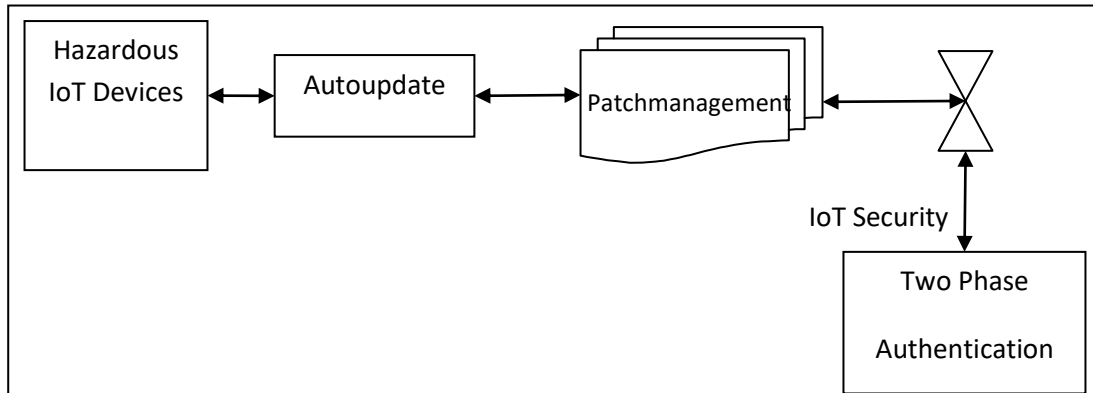 Hazardous
IoT Devices
Autoupdate
Patchmanagement
IoT Security
Two Phase
Authentication